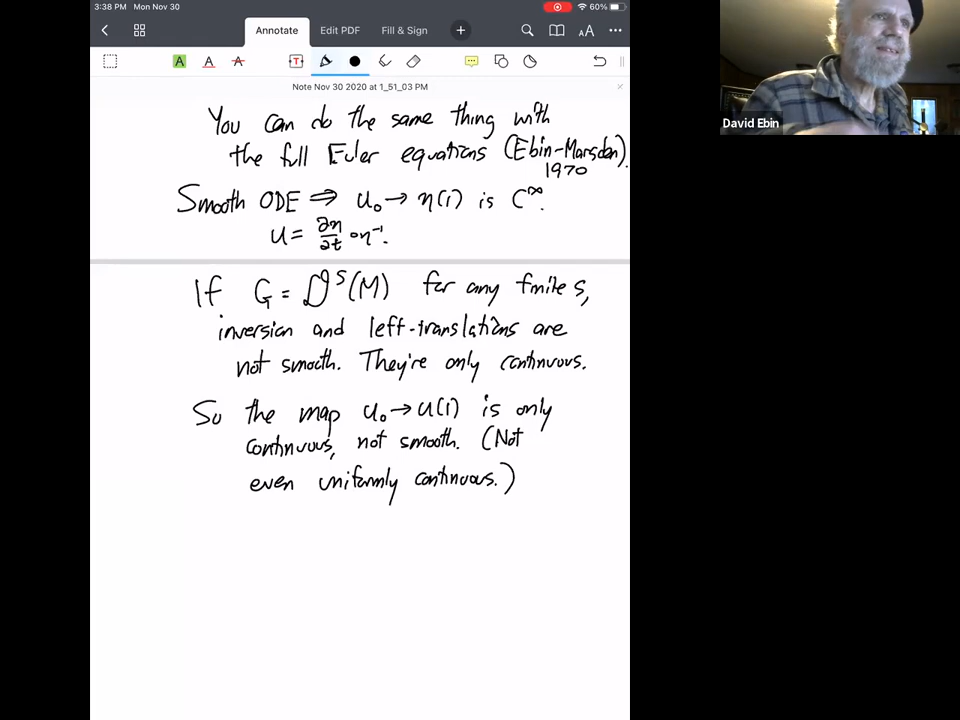 3:38 PM Mon Nov 30
60%
Annotate Edit PDF Fill & Sign
Note Nov 30 2020 at 1_51_03 PM
You can do the same thing with
the full Euler equations (Ebin-Marsden).
1970
Smooth ODE ⇒ u₀ → η(1) is C^∞.
u = ∂η/∂t ∘ η⁻¹.
If G = 𝒟^s(M) for any finite s,
inversion and left-translations are
not smooth. They're only continuous.
So the map u₀ → u(1) is only
continuous, not smooth. (Not
even uniformly continuous.)
David Ebin